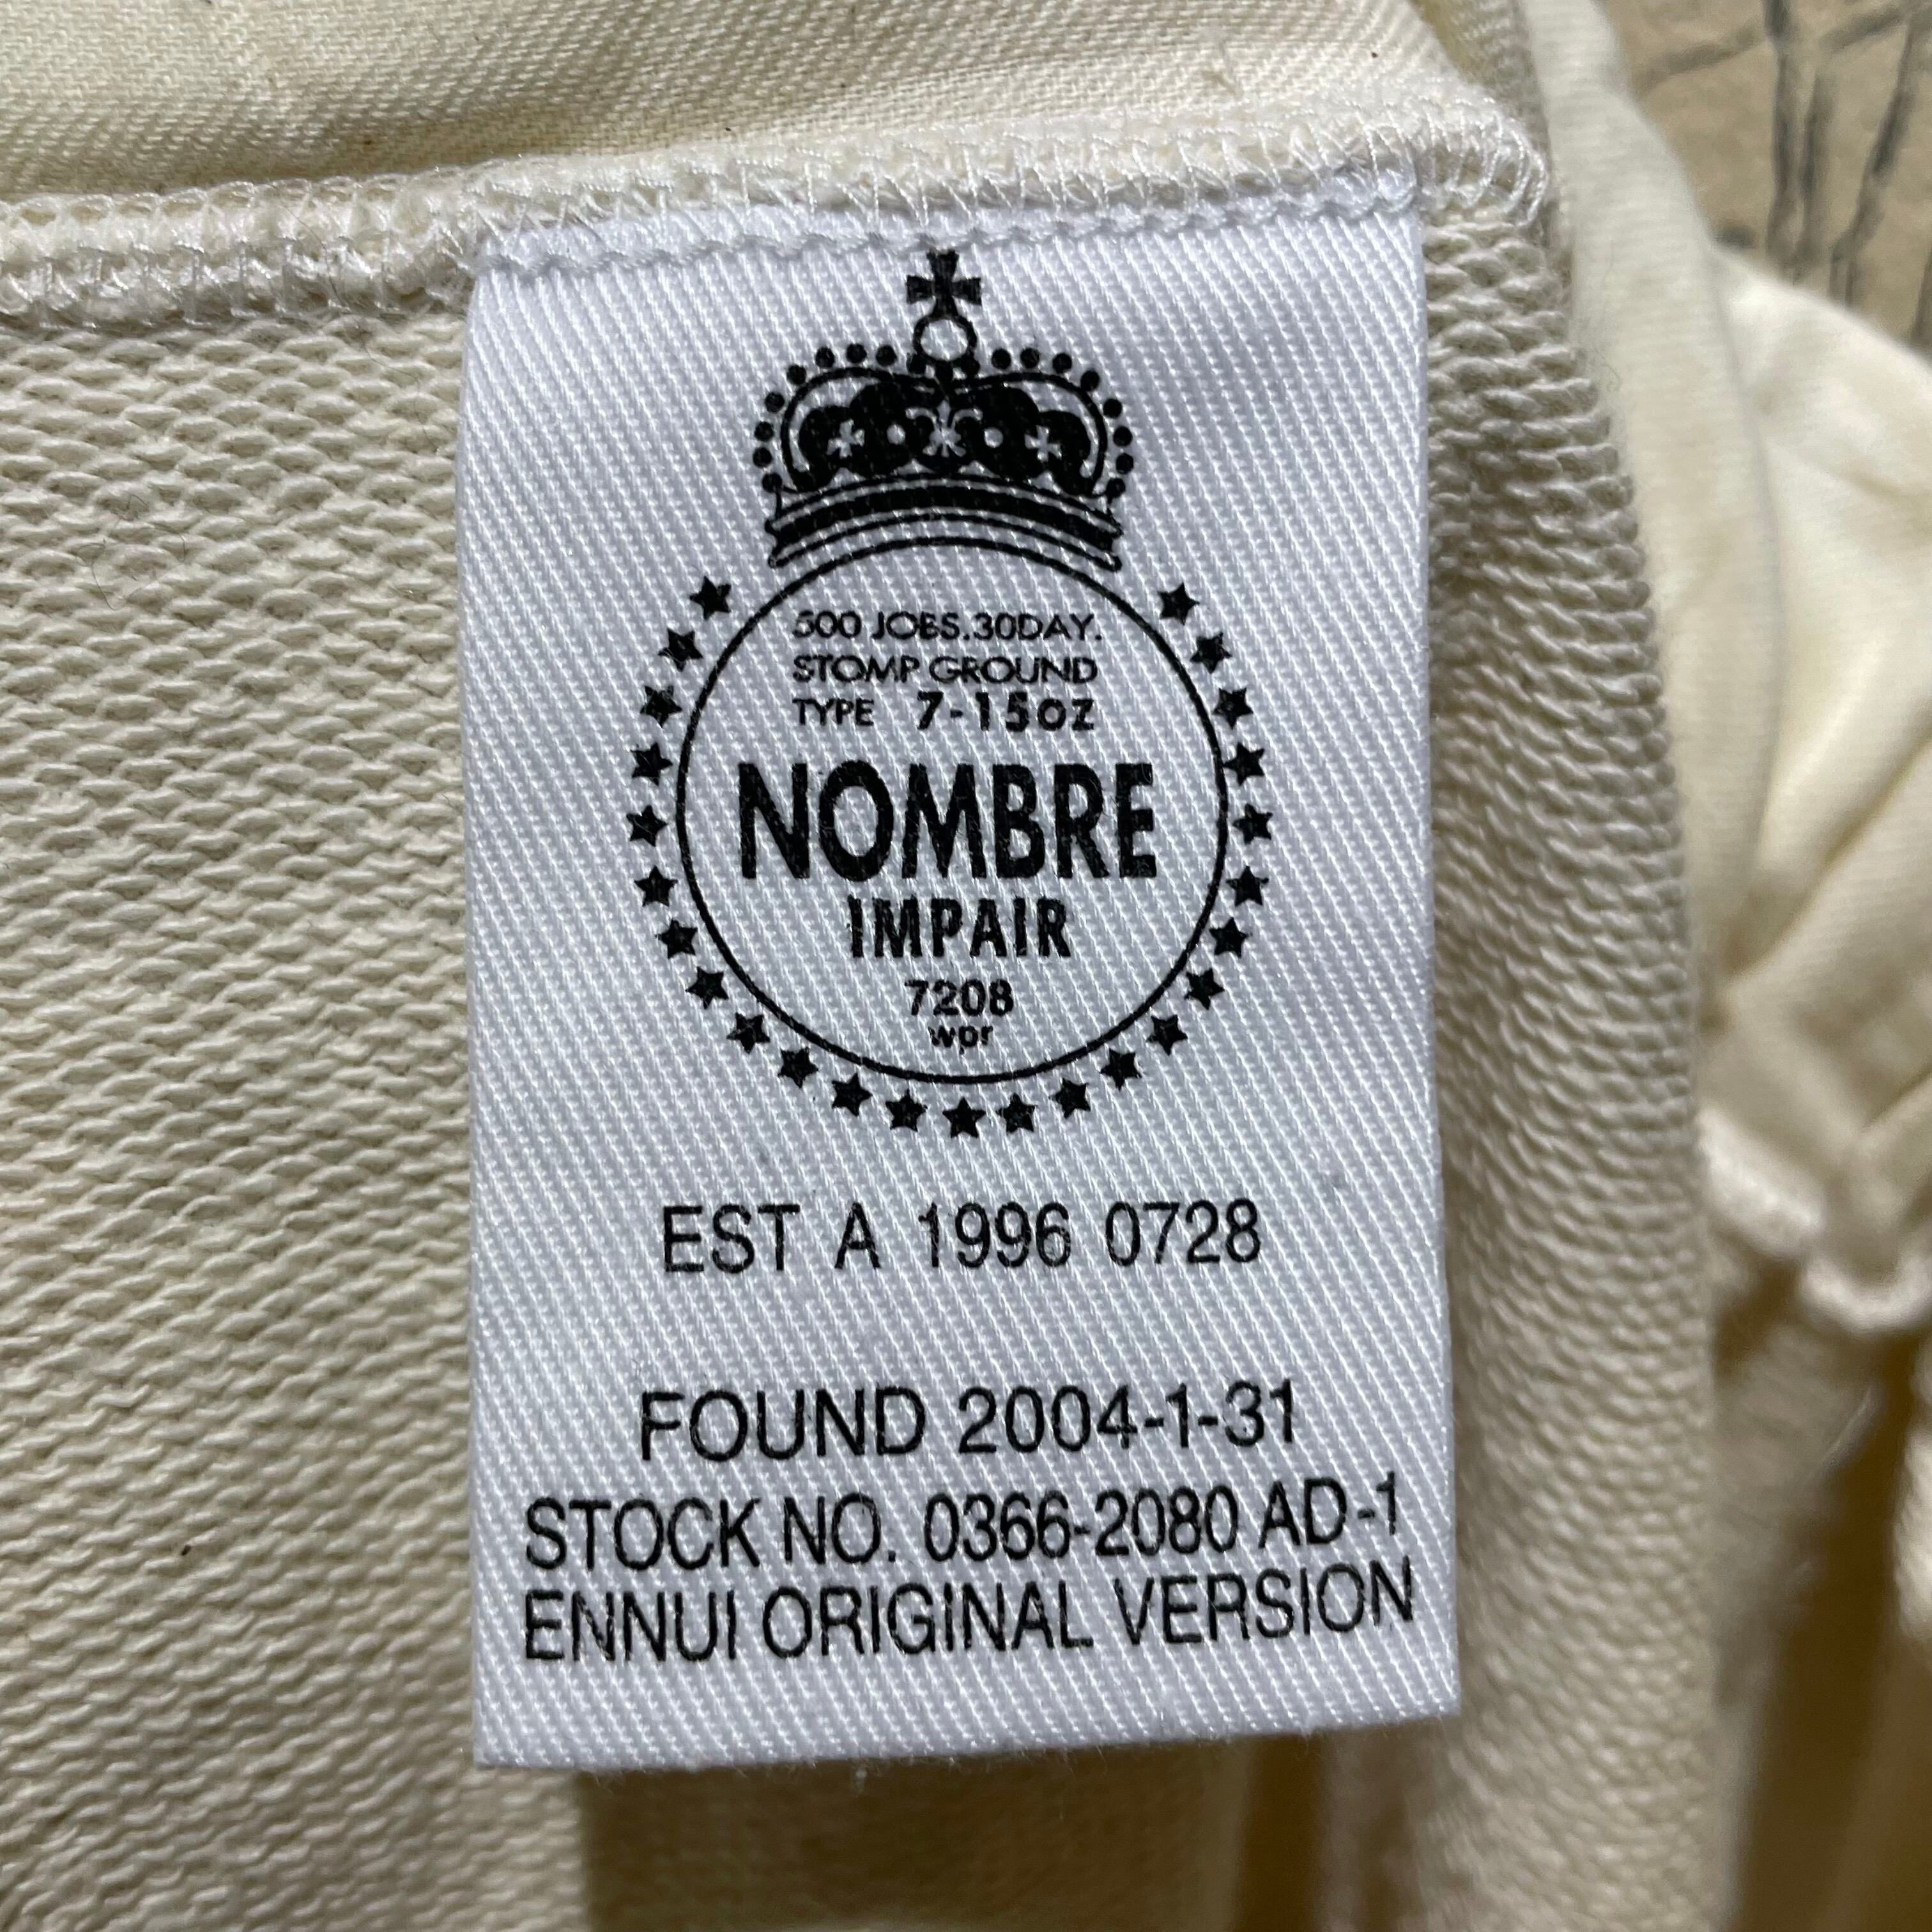 500 JOBS.30DAY.
STOMP GROUND
TYPE 7-15oz
NOMBRE
IMPAIR
7208
wpr
EST A 1996 0728
FOUND 2004-1-31
STOCK NO. 0366-2080 AD-1
ENNUI ORIGINAL VERSION